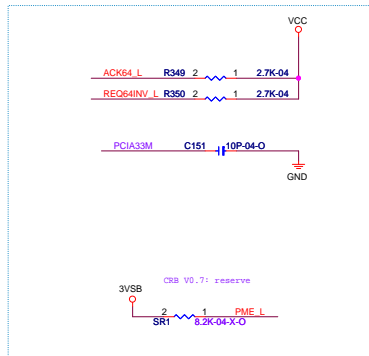 VCC
ACK64_L R349 2 1 2.7K-04
REQ64INV_L R350 2 1 2.7K-04
PCIA33M C151 10P-04-O
GND
CRB V0.7: reserve
3VSB
2 1 PME_L
SR1 8.2K-04-X-O